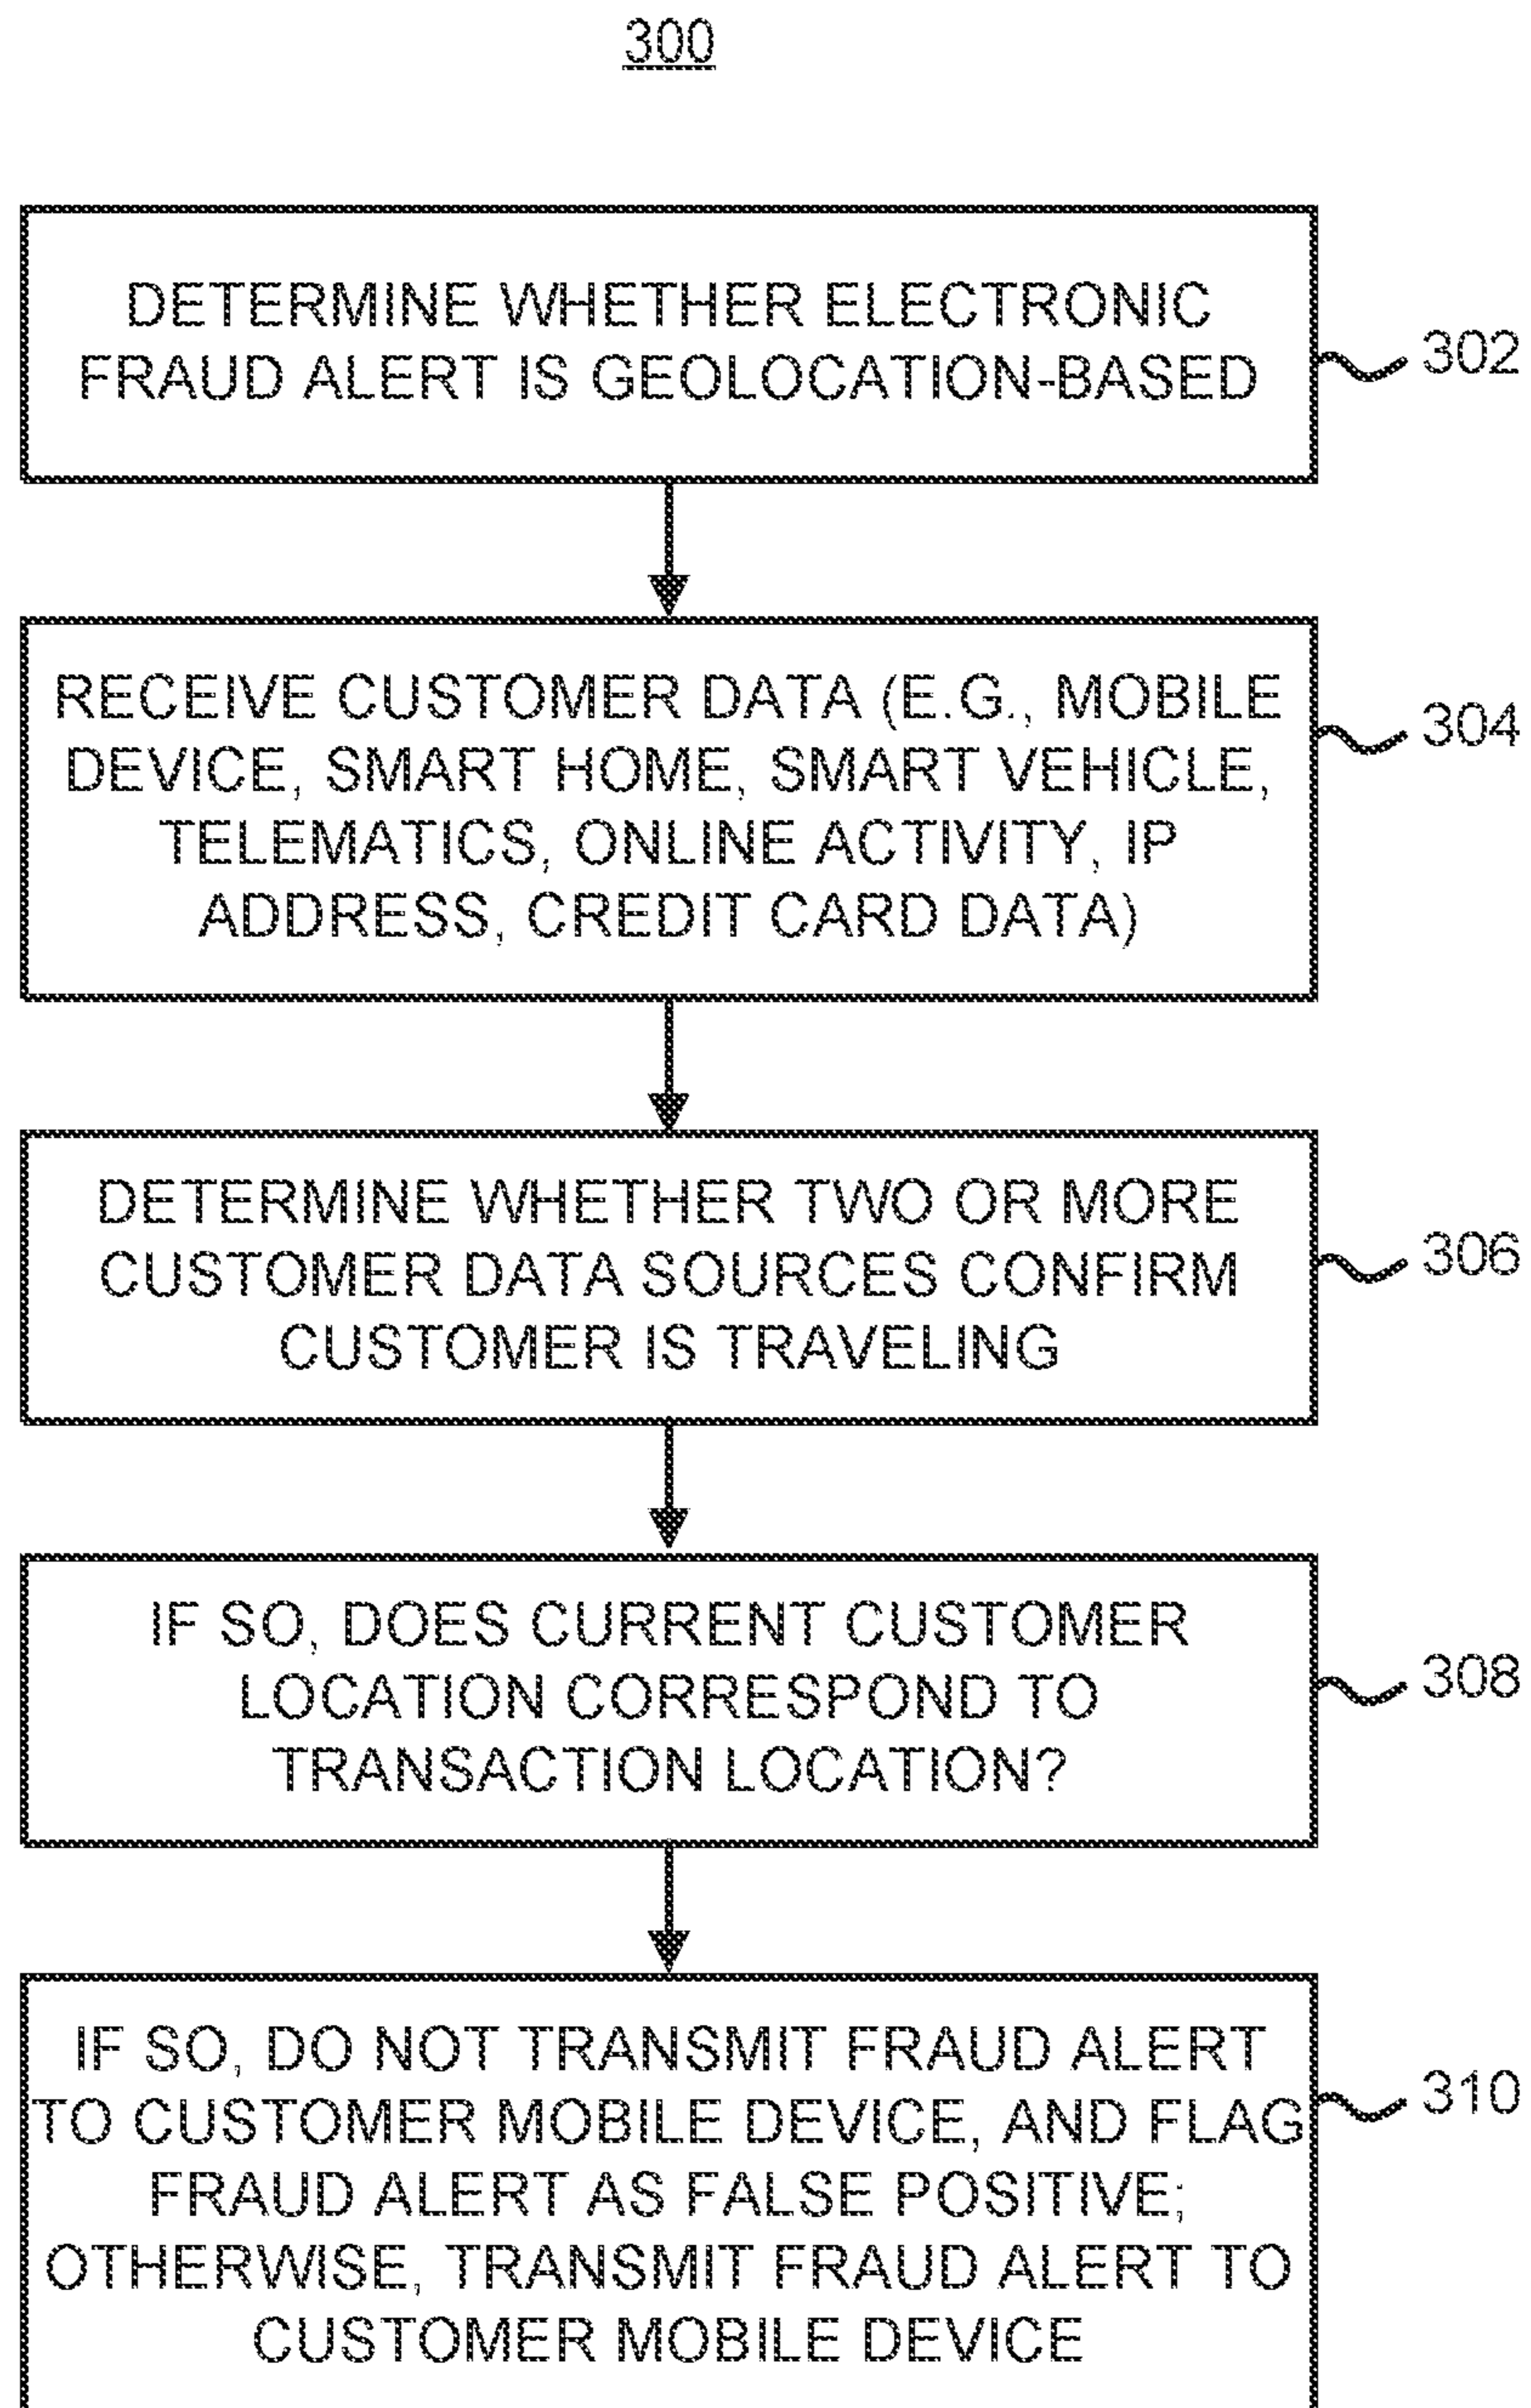 300
DETERMINE WHETHER ELECTRONIC
FRAUD ALERT IS GEOLOCATION-BASED
302
RECEIVE CUSTOMER DATA (E.G., MOBILE
DEVICE, SMART HOME, SMART VEHICLE,
TELEMATICS, ONLINE ACTIVITY, IP
ADDRESS, CREDIT CARD DATA)
304
DETERMINE WHETHER TWO OR MORE
CUSTOMER DATA SOURCES CONFIRM
CUSTOMER IS TRAVELING
306
IF SO, DOES CURRENT CUSTOMER
LOCATION CORRESPOND TO
TRANSACTION LOCATION?
308
IF SO, DO NOT TRANSMIT FRAUD ALERT
TO CUSTOMER MOBILE DEVICE, AND FLAG
FRAUD ALERT AS FALSE POSITIVE;
OTHERWISE, TRANSMIT FRAUD ALERT TO
CUSTOMER MOBILE DEVICE
310